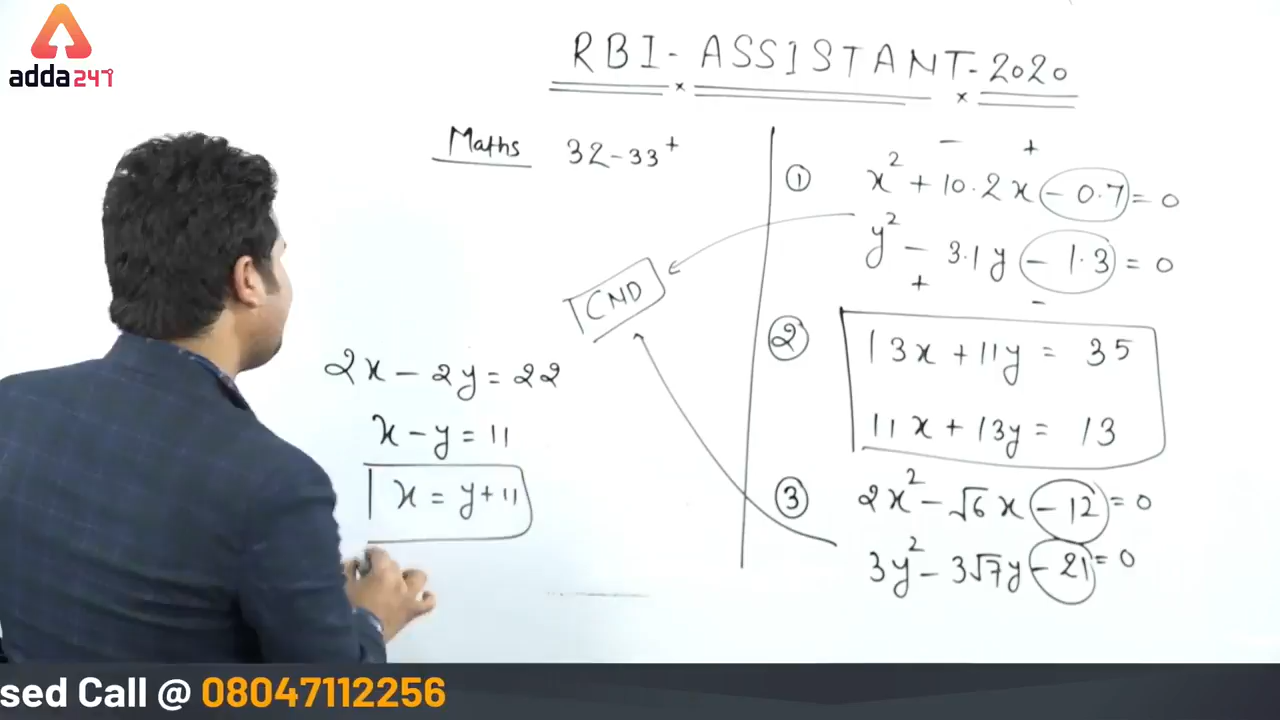 adda247
RBI - ASSISTANT - 2020
Maths 32-33+
- +
① x² + 10.2x - 0.7 = 0
y² - 3.1y - 1.3 = 0
+ -
CND
② 13x + 11y = 35
11x + 13y = 13
2x - 2y = 22
x - y = 11
x = y + 11
③ 2x² - √6x - 12 = 0
3y² - 3√7y - 21 = 0
sed Call @ 08047112256